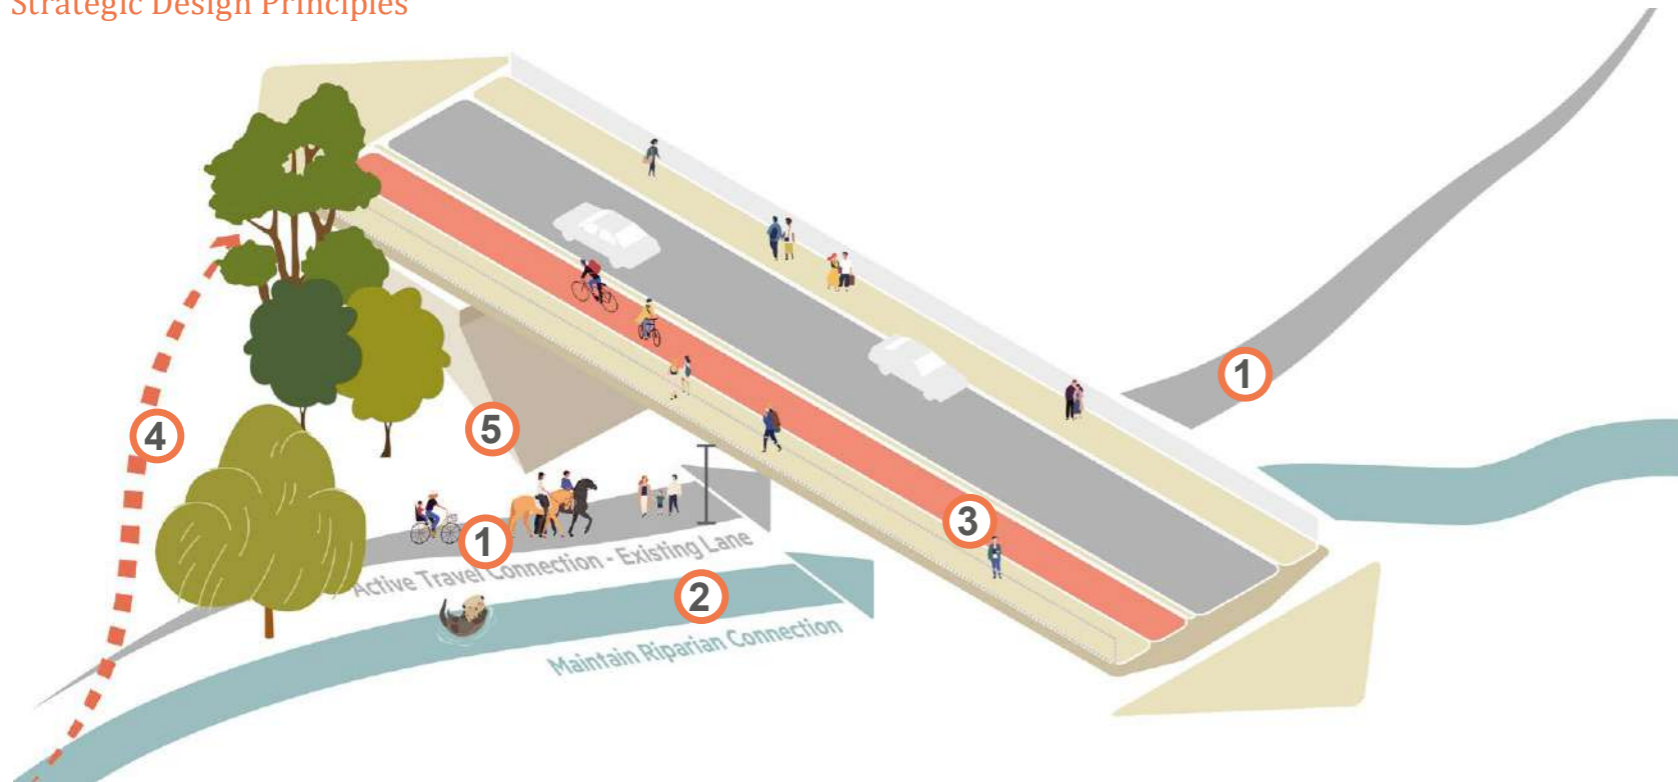 Strategic Design Principles
1
4
5
3
1
Active Travel Connection - Existing Lane
2
Maintain Riparian Connection